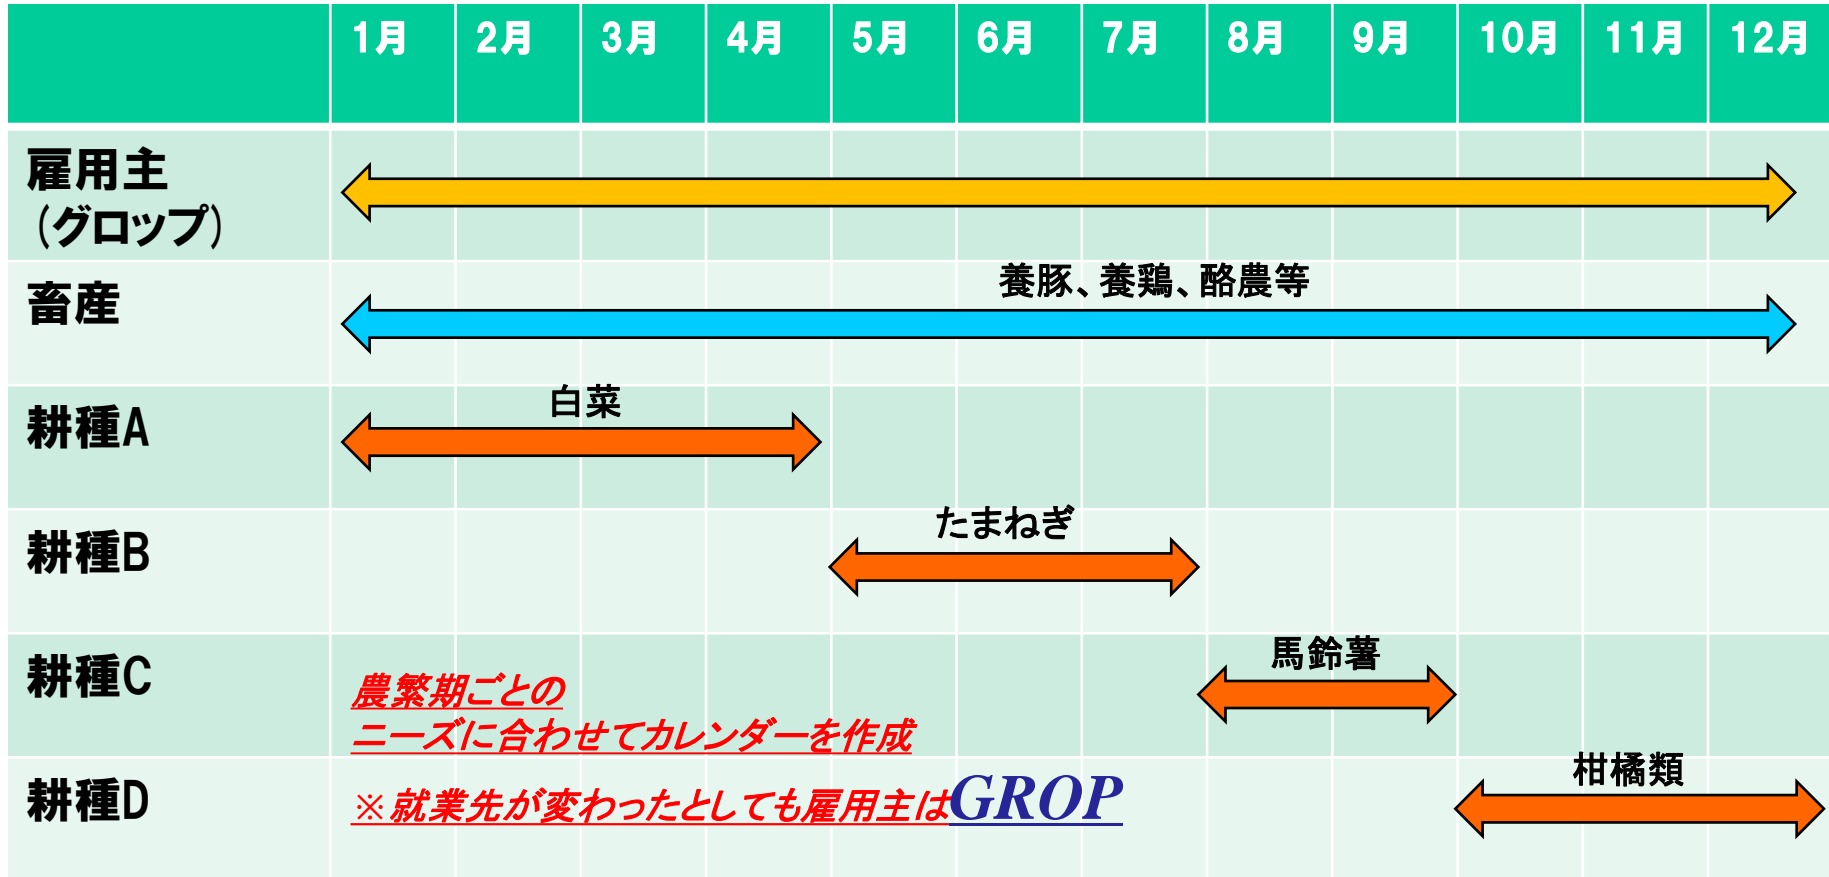 1月 2月 3月 4月 5月 6月 7月 8月 9月 10月 11月 12月
雇用主
(グロップ)
養豚、養鶏、酪農等
畜産
白菜
耕種A
たまねぎ
耕種B
馬鈴薯
耕種C
農繁期ごとの
ニーズに合わせてカレンダーを作成
柑橘類
耕種D
※就業先が変わったとしても雇用主はGROP